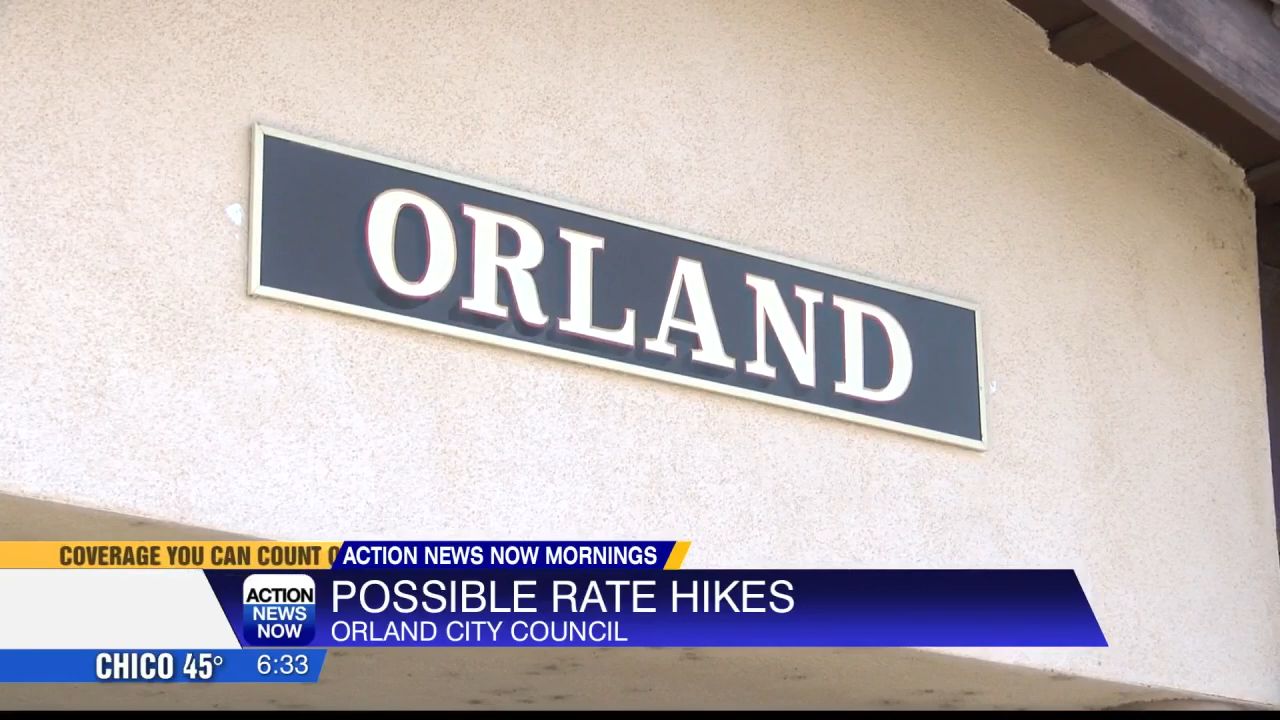 ORLAND
COVERAGE YOU CAN COUNT
ACTION NEWS NOW MORNINGS
ACTION
NEWS
NOW
POSSIBLE RATE HIKES
ORLAND CITY COUNCIL
CHICO 45° 6:33